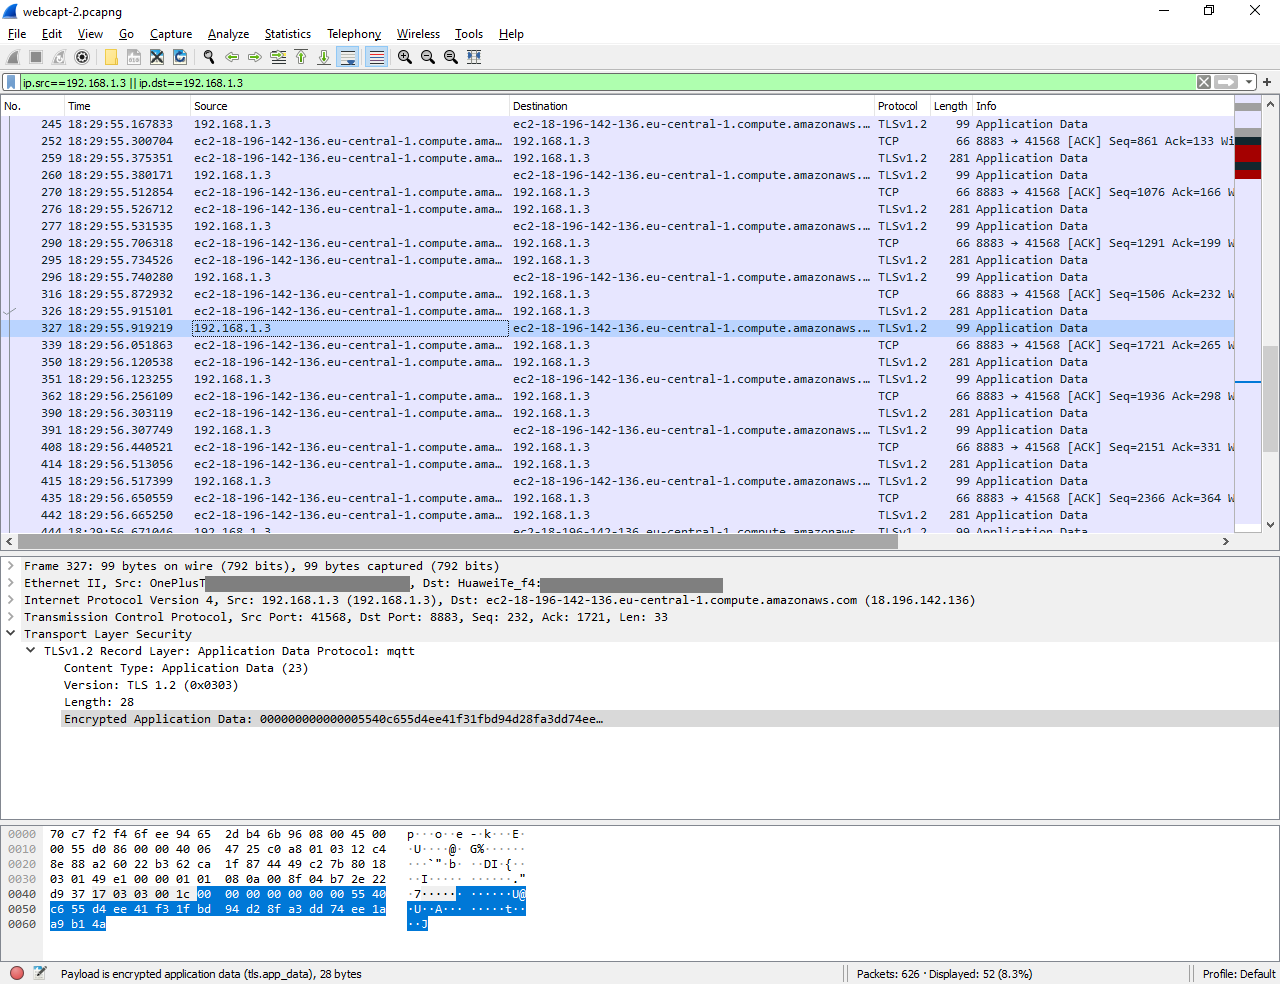 webcapt-2.pcapng
File Edit View Go Capture Analyze Statistics Telephony Wireless Tools Help
ip.src==192.168.1.3 || ip.dst==192.168.1.3
No. Time Source Destination Protocol Length Info
245 18:29:55.167833 192.168.1.3 ec2-18-196-142-136.eu-central-1.compute.amazonaws.… TLSv1.2 99 Application Data
252 18:29:55.300704 ec2-18-196-142-136.eu-central-1.compute.ama… 192.168.1.3 TCP 66 8883 → 41568 [ACK] Seq=861 Ack=133 Wi
259 18:29:55.375351 ec2-18-196-142-136.eu-central-1.compute.ama… 192.168.1.3 TLSv1.2 281 Application Data
260 18:29:55.380171 192.168.1.3 ec2-18-196-142-136.eu-central-1.compute.amazonaws.… TLSv1.2 99 Application Data
270 18:29:55.512854 ec2-18-196-142-136.eu-central-1.compute.ama… 192.168.1.3 TCP 66 8883 → 41568 [ACK] Seq=1076 Ack=166 W
276 18:29:55.526712 ec2-18-196-142-136.eu-central-1.compute.ama… 192.168.1.3 TLSv1.2 281 Application Data
277 18:29:55.531535 192.168.1.3 ec2-18-196-142-136.eu-central-1.compute.amazonaws.… TLSv1.2 99 Application Data
290 18:29:55.706318 ec2-18-196-142-136.eu-central-1.compute.ama… 192.168.1.3 TCP 66 8883 → 41568 [ACK] Seq=1291 Ack=199 W
295 18:29:55.734526 ec2-18-196-142-136.eu-central-1.compute.ama… 192.168.1.3 TLSv1.2 281 Application Data
296 18:29:55.740280 192.168.1.3 ec2-18-196-142-136.eu-central-1.compute.amazonaws.… TLSv1.2 99 Application Data
316 18:29:55.872932 ec2-18-196-142-136.eu-central-1.compute.ama… 192.168.1.3 TCP 66 8883 → 41568 [ACK] Seq=1506 Ack=232 W
326 18:29:55.915101 ec2-18-196-142-136.eu-central-1.compute.ama… 192.168.1.3 TLSv1.2 281 Application Data
327 18:29:55.919219 192.168.1.3 ec2-18-196-142-136.eu-central-1.compute.amazonaws.… TLSv1.2 99 Application Data
339 18:29:56.051863 ec2-18-196-142-136.eu-central-1.compute.ama… 192.168.1.3 TCP 66 8883 → 41568 [ACK] Seq=1721 Ack=265 W
350 18:29:56.120538 ec2-18-196-142-136.eu-central-1.compute.ama… 192.168.1.3 TLSv1.2 281 Application Data
351 18:29:56.123255 192.168.1.3 ec2-18-196-142-136.eu-central-1.compute.amazonaws.… TLSv1.2 99 Application Data
362 18:29:56.256109 ec2-18-196-142-136.eu-central-1.compute.ama… 192.168.1.3 TCP 66 8883 → 41568 [ACK] Seq=1936 Ack=298 W
390 18:29:56.303119 ec2-18-196-142-136.eu-central-1.compute.ama… 192.168.1.3 TLSv1.2 281 Application Data
391 18:29:56.307749 192.168.1.3 ec2-18-196-142-136.eu-central-1.compute.amazonaws.… TLSv1.2 99 Application Data
408 18:29:56.440521 ec2-18-196-142-136.eu-central-1.compute.ama… 192.168.1.3 TCP 66 8883 → 41568 [ACK] Seq=2151 Ack=331 W
414 18:29:56.513056 ec2-18-196-142-136.eu-central-1.compute.ama… 192.168.1.3 TLSv1.2 281 Application Data
415 18:29:56.517399 192.168.1.3 ec2-18-196-142-136.eu-central-1.compute.amazonaws.… TLSv1.2 99 Application Data
435 18:29:56.650559 ec2-18-196-142-136.eu-central-1.compute.ama… 192.168.1.3 TCP 66 8883 → 41568 [ACK] Seq=2366 Ack=364 W
442 18:29:56.665250 ec2-18-196-142-136.eu-central-1.compute.ama… 192.168.1.3 TLSv1.2 281 Application Data
444 18:29:56.671046 192.168.1.3 ec2-18-196-142-136.eu-central-1.compute.amazonaws.… TLSv1.2 99 Application Data
Frame 327: 99 bytes on wire (792 bits), 99 bytes captured (792 bits)
Ethernet II, Src: OnePlusT , Dst: HuaweiTe_f4:
Internet Protocol Version 4, Src: 192.168.1.3 (192.168.1.3), Dst: ec2-18-196-142-136.eu-central-1.compute.amazonaws.com (18.196.142.136)
Transmission Control Protocol, Src Port: 41568, Dst Port: 8883, Seq: 232, Ack: 1721, Len: 33
Transport Layer Security
TLSv1.2 Record Layer: Application Data Protocol: mqtt
Content Type: Application Data (23)
Version: TLS 1.2 (0x0303)
Length: 28
Encrypted Application Data: 000000000000005540c655d4ee41f31fbd94d28fa3dd74ee…
0000 70 c7 f2 f4 6f ee 94 65 2d b4 6b 96 08 00 45 00 p···o··e -·k···E·
0010 00 55 d0 86 00 00 40 06 47 25 c0 a8 01 03 12 c4 ·U····@· G%······
0020 8e 88 a2 60 22 b3 62 ca 1f 87 44 49 c2 7b 80 18 ···`"·b· ··DI·{··
0030 03 01 49 e1 00 00 01 01 08 0a 00 8f 04 b7 2e 22 ··I····· ······."
0040 d9 37 17 03 03 00 1c 00 00 00 00 00 00 00 55 40 ·7······ ······U@
0050 c6 55 d4 ee 41 f3 1f bd 94 d2 8f a3 dd 74 ee 1a ·U··A··· ·····t··
0060 a9 b1 4a ··J
Payload is encrypted application data (tls.app_data), 28 bytes Packets: 626 · Displayed: 52 (8.3%) Profile: Default